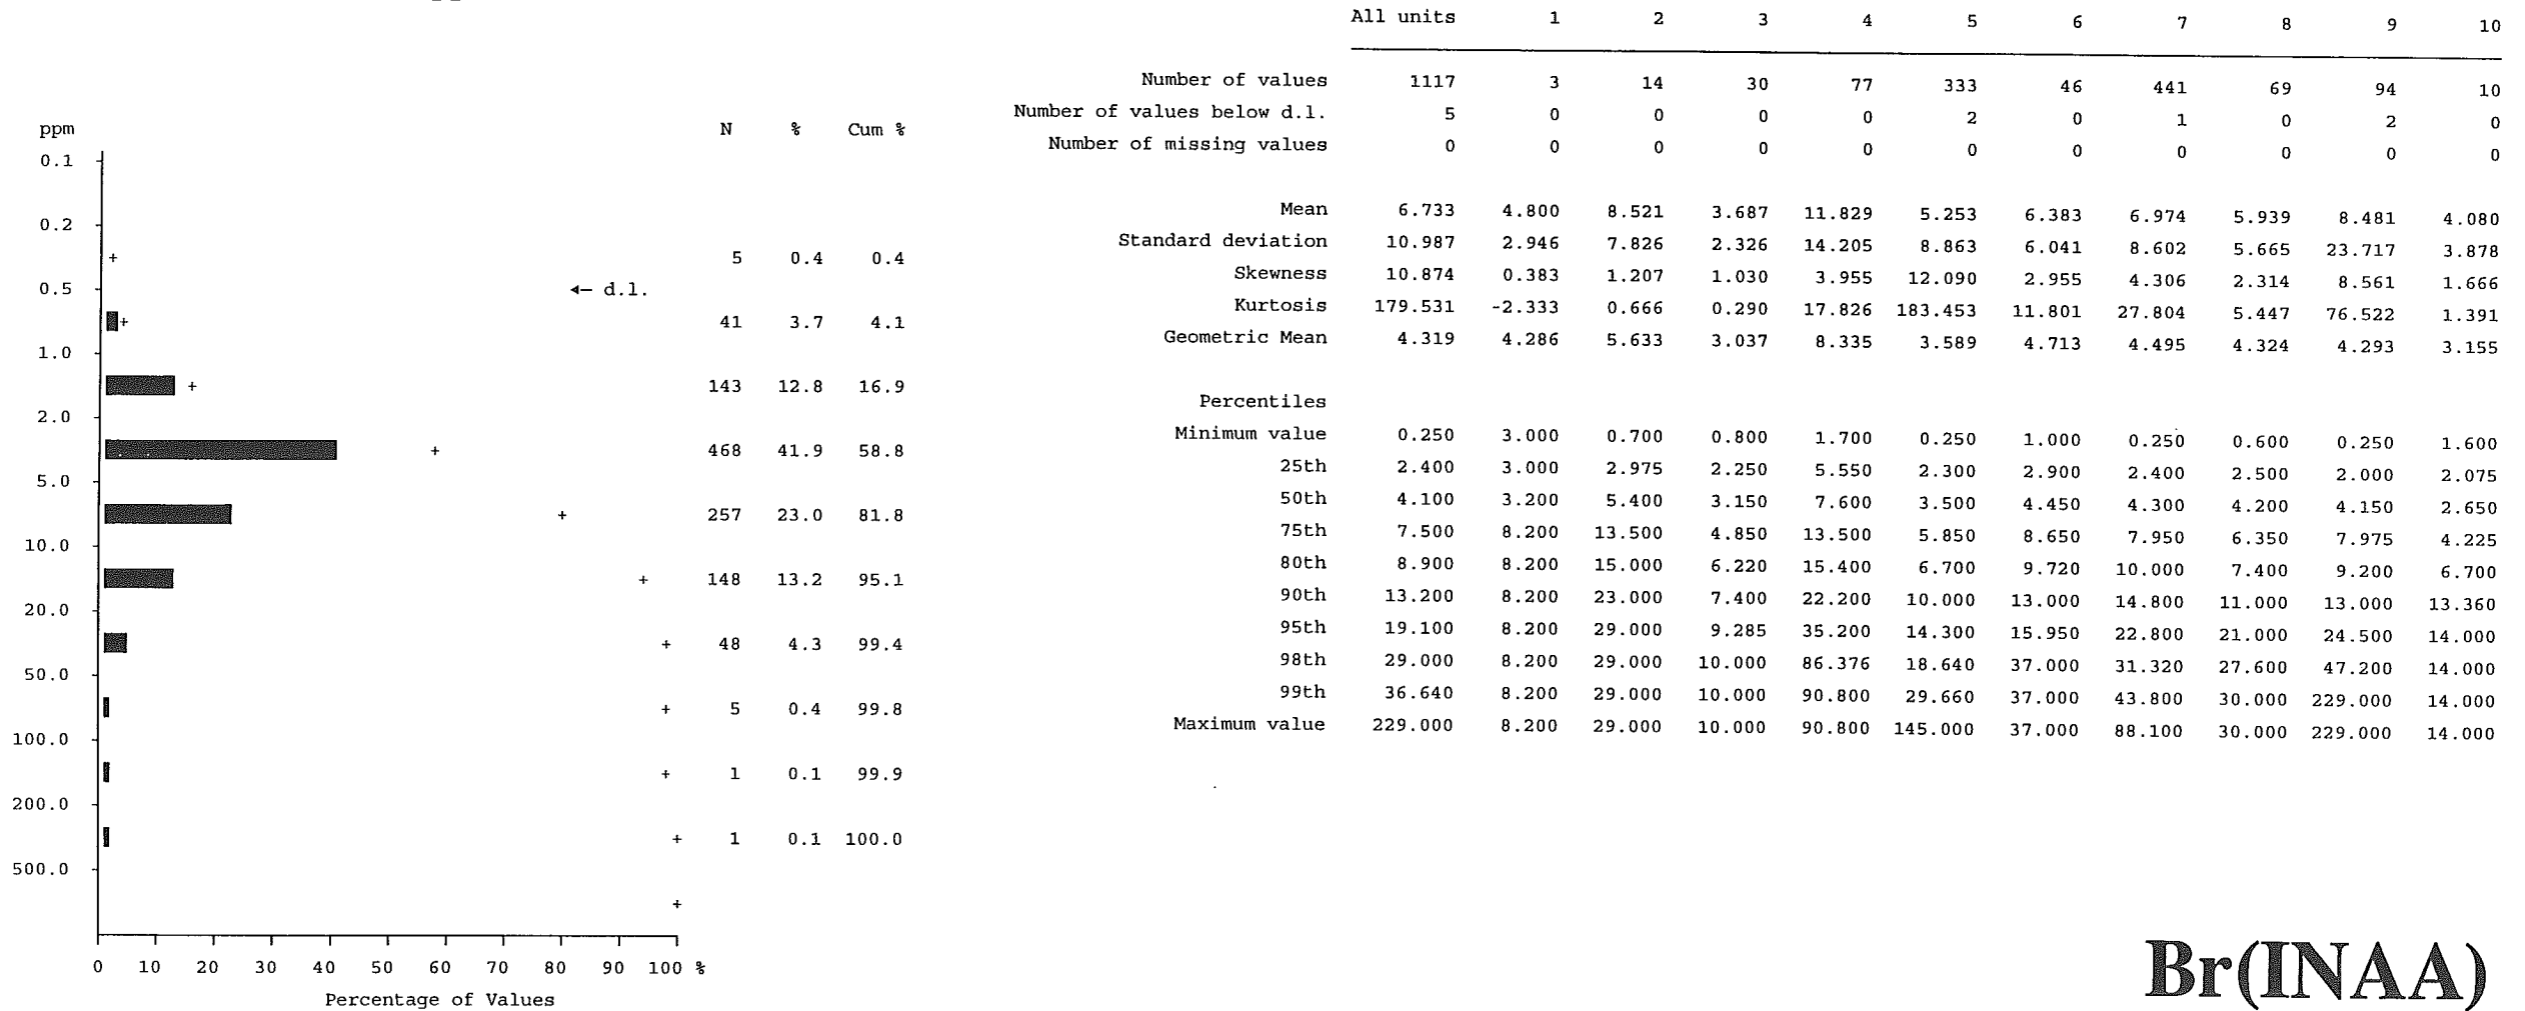 All units 1 2 3 4 5 6 7 8 9 10
Number of values 1117 3 14 30 77 333 46 441 69 94 10
Number of values below d.l. 5 0 0 0 0 2 0 1 0 2 0
Number of missing values 0 0 0 0 0 0 0 0 0 0 0
Mean 6.733 4.800 8.521 3.687 11.829 5.253 6.383 6.974 5.939 8.481 4.080
Standard deviation 10.987 2.946 7.826 2.326 14.205 8.863 6.041 8.602 5.665 23.717 3.878
Skewness 10.874 0.383 1.207 1.030 3.955 12.090 2.955 4.306 2.314 8.561 1.666
Kurtosis 179.531 -2.333 0.666 0.290 17.826 183.453 11.801 27.804 5.447 76.522 1.391
Geometric Mean 4.319 4.286 5.633 3.037 8.335 3.589 4.713 4.495 4.324 4.293 3.155
Percentiles
Minimum value 0.250 3.000 0.700 0.800 1.700 0.250 1.000 0.250 0.600 0.250 1.600
25th 2.400 3.000 2.975 2.250 5.550 2.300 2.900 2.400 2.500 2.000 2.075
50th 4.100 3.200 5.400 3.150 7.600 3.500 4.450 4.300 4.200 4.150 2.650
75th 7.500 8.200 13.500 4.850 13.500 5.850 8.650 7.950 6.350 7.975 4.225
80th 8.900 8.200 15.000 6.220 15.400 6.700 9.720 10.000 7.400 9.200 6.700
90th 13.200 8.200 23.000 7.400 22.200 10.000 13.000 14.800 11.000 13.000 13.360
95th 19.100 8.200 29.000 9.285 35.200 14.300 15.950 22.800 21.000 24.500 14.000
98th 29.000 8.200 29.000 10.000 86.376 18.640 37.000 31.320 27.600 47.200 14.000
99th 36.640 8.200 29.000 10.000 90.800 29.660 37.000 43.800 30.000 229.000 14.000
Maximum value 229.000 8.200 29.000 10.000 90.800 145.000 37.000 88.100 30.000 229.000 14.000
ppm N % Cum %
0.1
0.2
+ 5 0.4 0.4
0.5 ◄— d.l.
+ 41 3.7 4.1
1.0
+ 143 12.8 16.9
2.0
+ 468 41.9 58.8
5.0
+ 257 23.0 81.8
10.0
+ 148 13.2 95.1
20.0
+ 48 4.3 99.4
50.0
+ 5 0.4 99.8
100.0
+ 1 0.1 99.9
200.0
+ 1 0.1 100.0
500.0
+
0 10 20 30 40 50 60 70 80 90 100 %
Percentage of Values
Br(INAA)